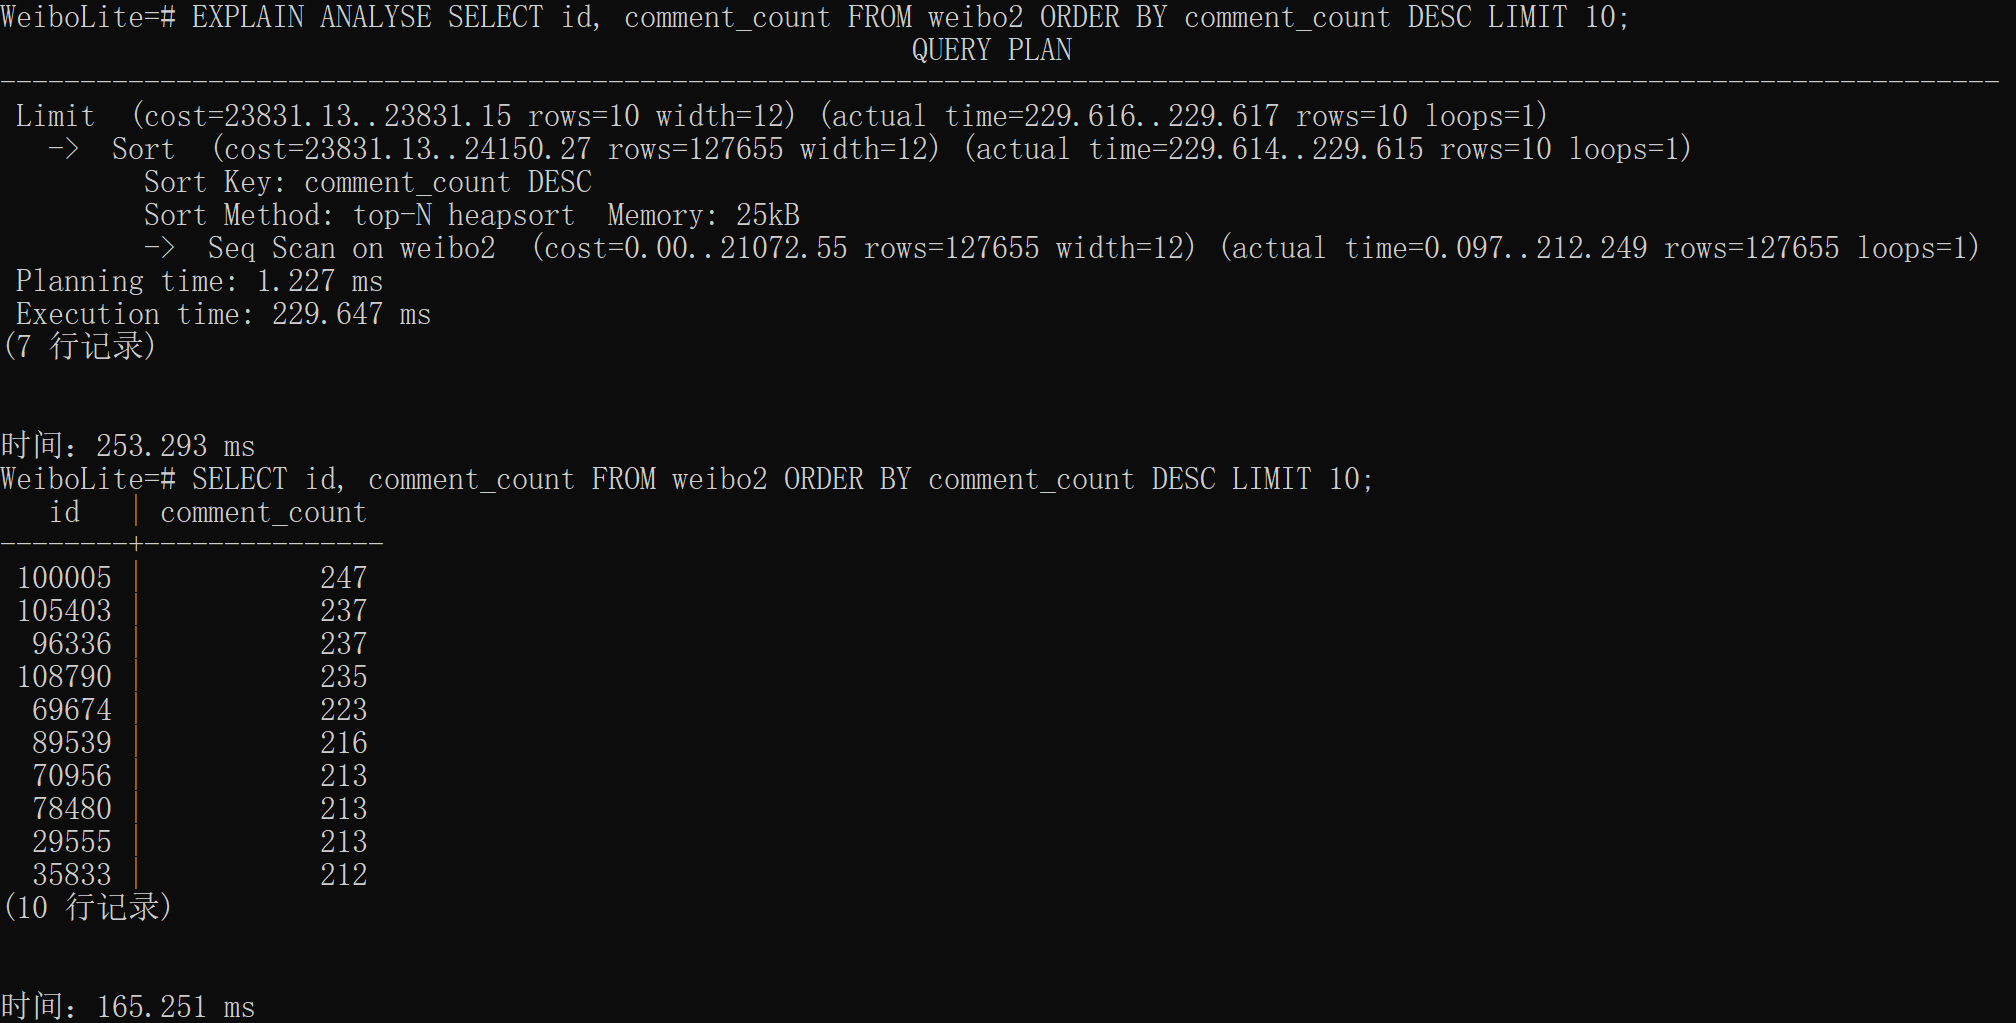 WeiboLite=# EXPLAIN ANALYSE SELECT id, comment_count FROM weibo2 ORDER BY comment_count DESC LIMIT 10;
QUERY PLAN
-----------------------------------------------------------------------------------------------------------------------------
Limit  (cost=23831.13..23831.15 rows=10 width=12) (actual time=229.616..229.617 rows=10 loops=1)
  ->  Sort  (cost=23831.13..24150.27 rows=127655 width=12) (actual time=229.614..229.615 rows=10 loops=1)
        Sort Key: comment_count DESC
        Sort Method: top-N heapsort  Memory: 25kB
        ->  Seq Scan on weibo2  (cost=0.00..21072.55 rows=127655 width=12) (actual time=0.097..212.249 rows=127655 loops=1)
Planning time: 1.227 ms
Execution time: 229.647 ms
(7 行记录)
时间：253.293 ms
WeiboLite=# SELECT id, comment_count FROM weibo2 ORDER BY comment_count DESC LIMIT 10;
   id   | comment_count
--------+---------------
 100005 |           247
 105403 |           237
  96336 |           237
 108790 |           235
  69674 |           223
  89539 |           216
  70956 |           213
  78480 |           213
  29555 |           213
  35833 |           212
(10 行记录)
时间：165.251 ms